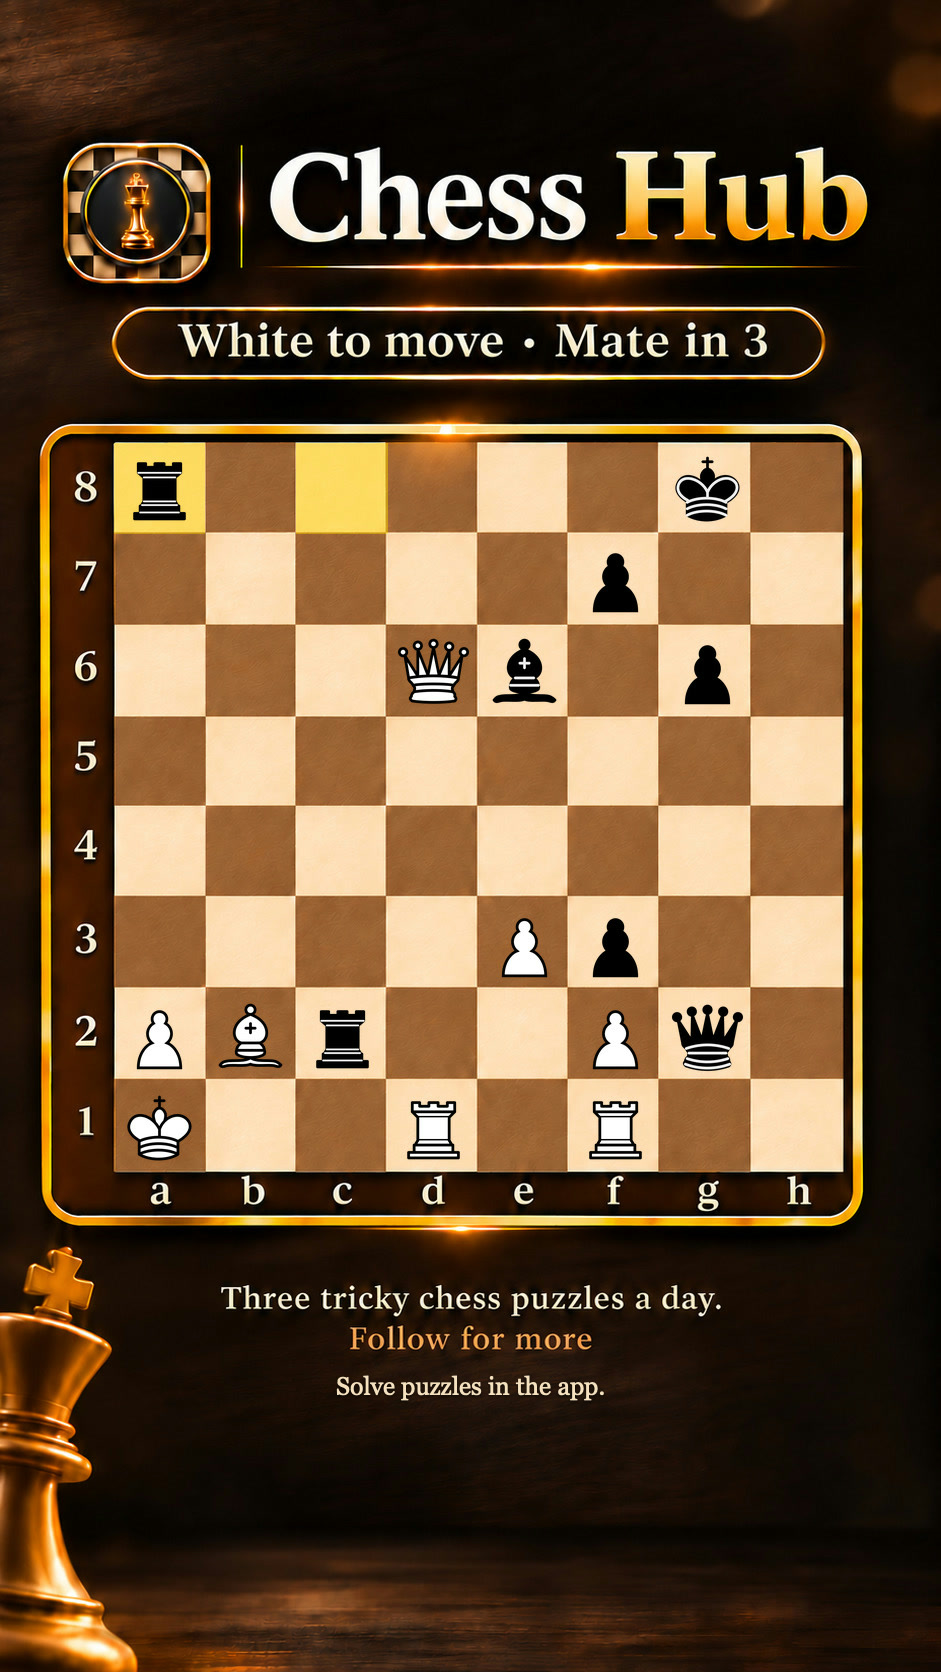 Chess Hub
White to move • Mate in 3
8
7
6
5
4
3
2
1
a b c d e f g h
Three tricky chess puzzles a day.
Follow for more
Solve puzzles in the app.